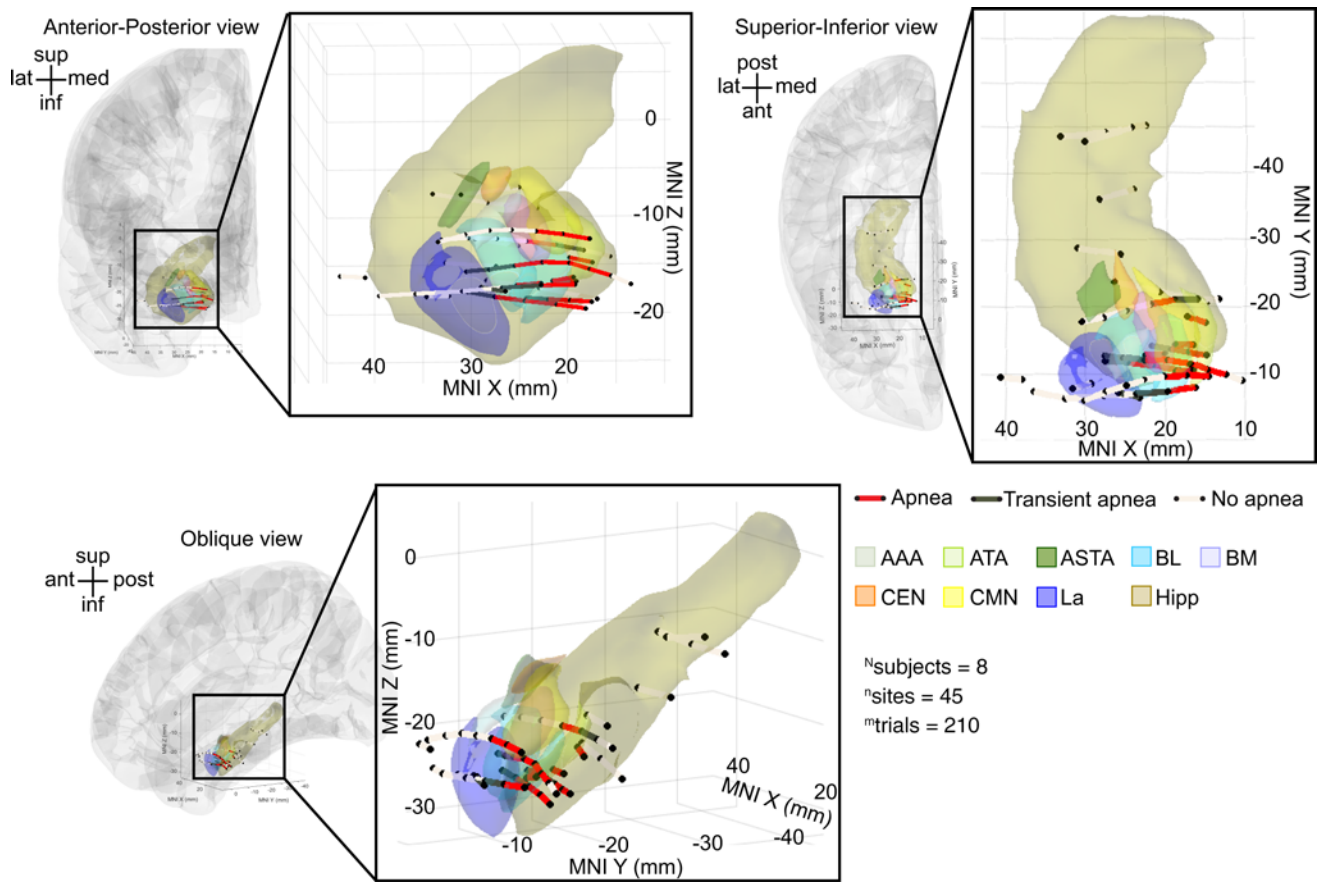 Anterior-Posterior view
sup
lat med
inf
0
-10
-20
MNI Z (mm)
40 30 20
MNI X (mm)
Superior-Inferior view
post
lat med
ant
-40
-30
-20
-10
MNI Y (mm)
40 30 20 10
MNI X (mm)
Oblique view
sup
ant post
inf
0
-10
-20
-30
MNI Z (mm)
-10 -20 -30 -40
MNI Y (mm)
40
20
MNI X (mm)
Apnea Transient apnea No apnea
AAA ATA ASTA BL BM
CEN CMN La Hipp
Nsubjects = 8
nsites = 45
mtrials = 210